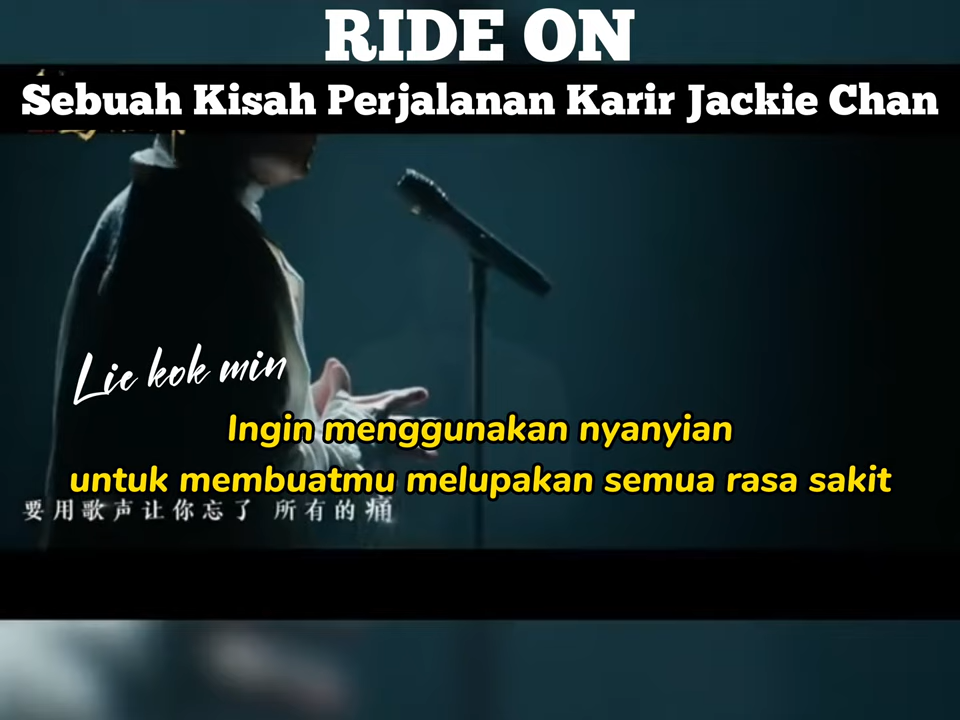 RIDE ON
Sebuah Kisah Perjalanan Karir Jackie Chan
Lie kok min
Ingin menggunakan nyanyian
untuk membuatmu melupakan semua rasa sakit
要用歌声让你忘了 所有的痛